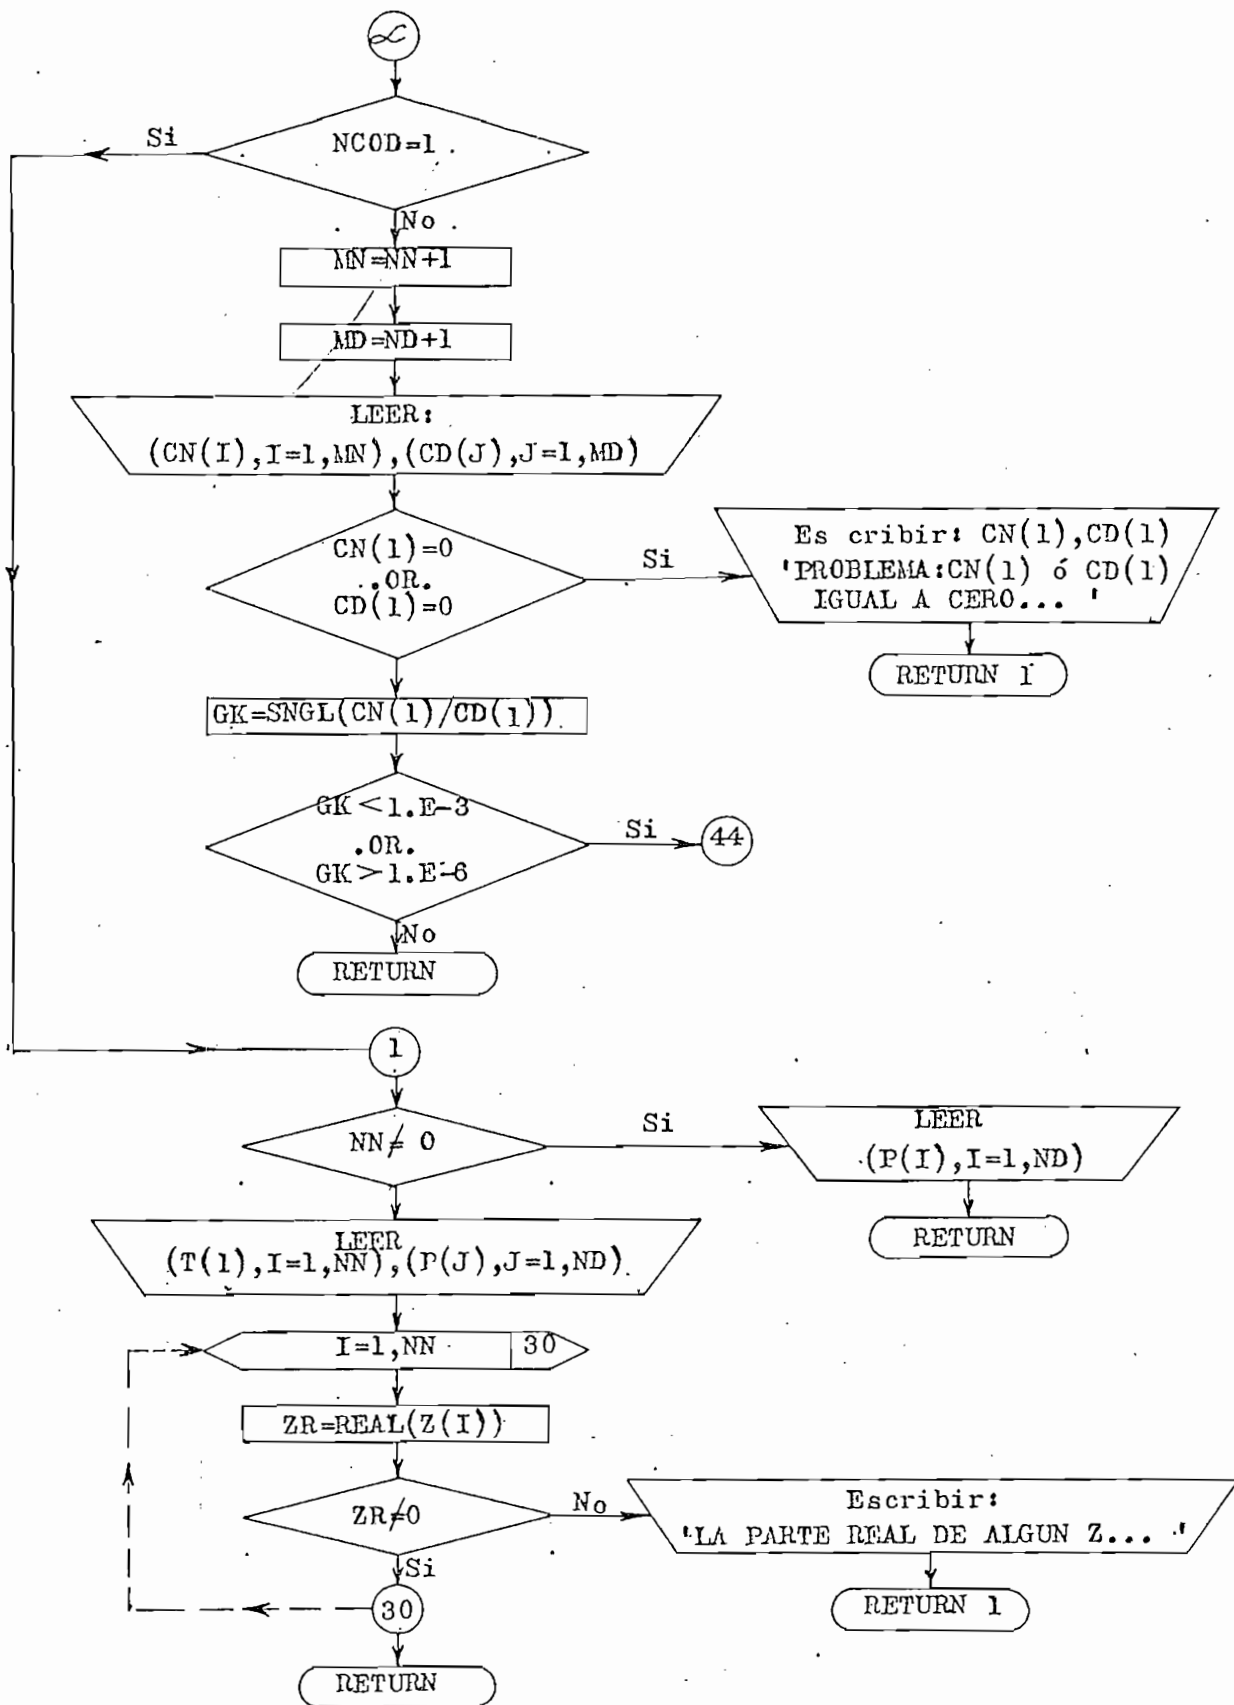 ∝
Si
NCOD=1
No
MN=NN+1
MD=ND+1
LEER:
(CN(I),I=1,MN),(CD(J),J=1,MD)
CN(1)=0
.OR.
CD(1)=0
Si
Es cribir: CN(1),CD(1)
'PROBLEMA:CN(1) ó CD(1)
IGUAL A CERO... '
RETURN 1
GK=SNGL(CN(1)/CD(1))
GK<1.E-3
.OR.
GK>1.E-6
Si
44
No
RETURN
1
NN≠ 0
Si
LEER
(P(I),I=1,ND)
RETURN
LEER
(T(1),I=1,NN),(P(J),J=1,ND)
I=1,NN
30
ZR=REAL(Z(I))
ZR≠0
No
Escribir:
'LA PARTE REAL DE ALGUN Z... '
RETURN 1
Si
30
RETURN